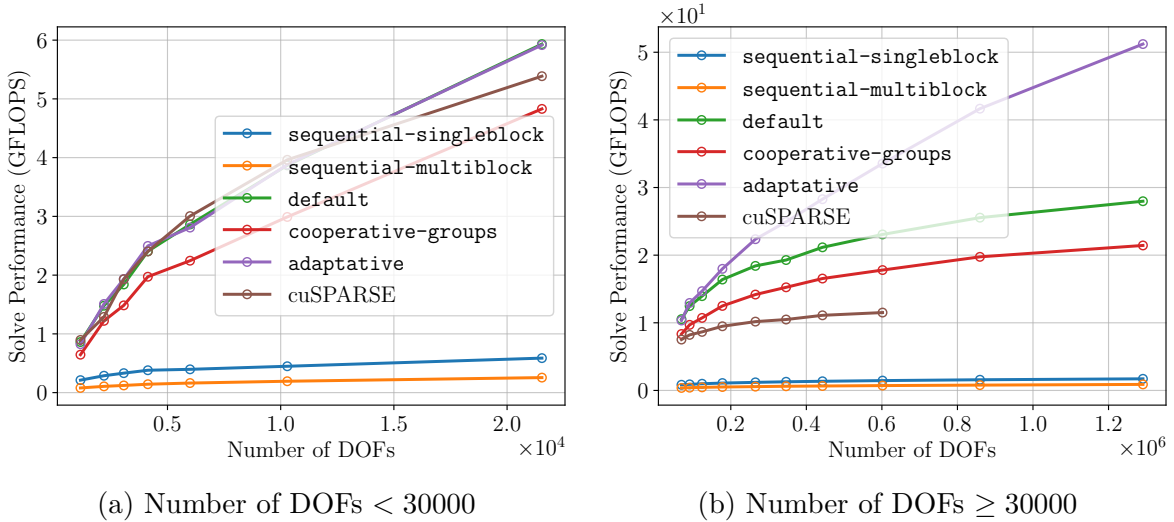 6
5
4
3
2
1
0
Solve Performance (GFLOPS)
sequential-singleblock
sequential-multiblock
default
cooperative-groups
adaptative
cuSPARSE
0.5 1.0 1.5 2.0
Number of DOFs
×10^4
(a) Number of DOFs < 30000
×10^1
5
4
3
2
1
0
Solve Performance (GFLOPS)
sequential-singleblock
sequential-multiblock
default
cooperative-groups
adaptative
cuSPARSE
0.2 0.4 0.6 0.8 1.0 1.2
Number of DOFs
×10^6
(b) Number of DOFs ≥ 30000